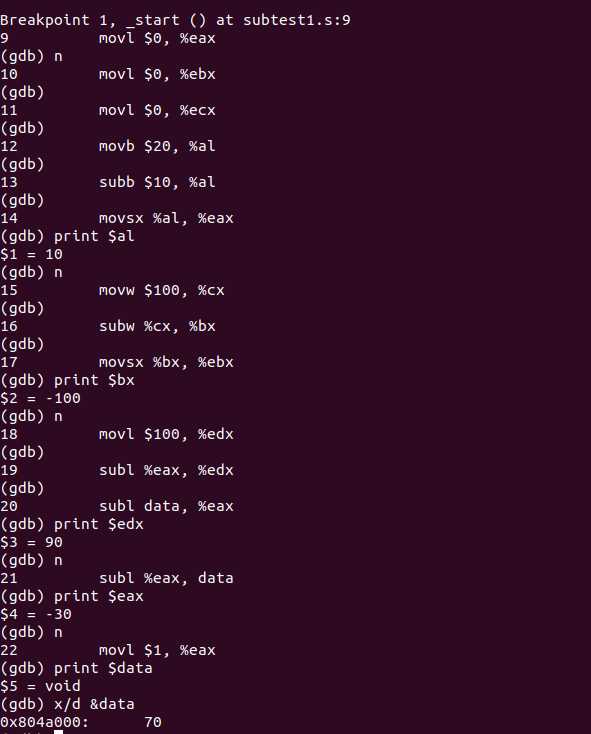 Breakpoint 1, _start () at subtest1.s:9
9         movl $0, %eax
(gdb) n
10         movl $0, %ebx
(gdb)
11         movl $0, %ecx
(gdb)
12         movb $20, %al
(gdb)
13         subb $10, %al
(gdb)
14         movsx %al, %eax
(gdb) print $al
$1 = 10
(gdb) n
15         movw $100, %cx
(gdb)
16         subw %cx, %bx
(gdb)
17         movsx %bx, %ebx
(gdb) print $bx
$2 = -100
(gdb) n
18         movl $100, %edx
(gdb)
19         subl %eax, %edx
(gdb)
20         subl data, %eax
(gdb) print $edx
$3 = 90
(gdb) n
21         subl %eax, data
(gdb) print $eax
$4 = -30
(gdb) n
22         movl $1, %eax
(gdb) print $data
$5 = void
(gdb) x/d &data
0x804a000:      70